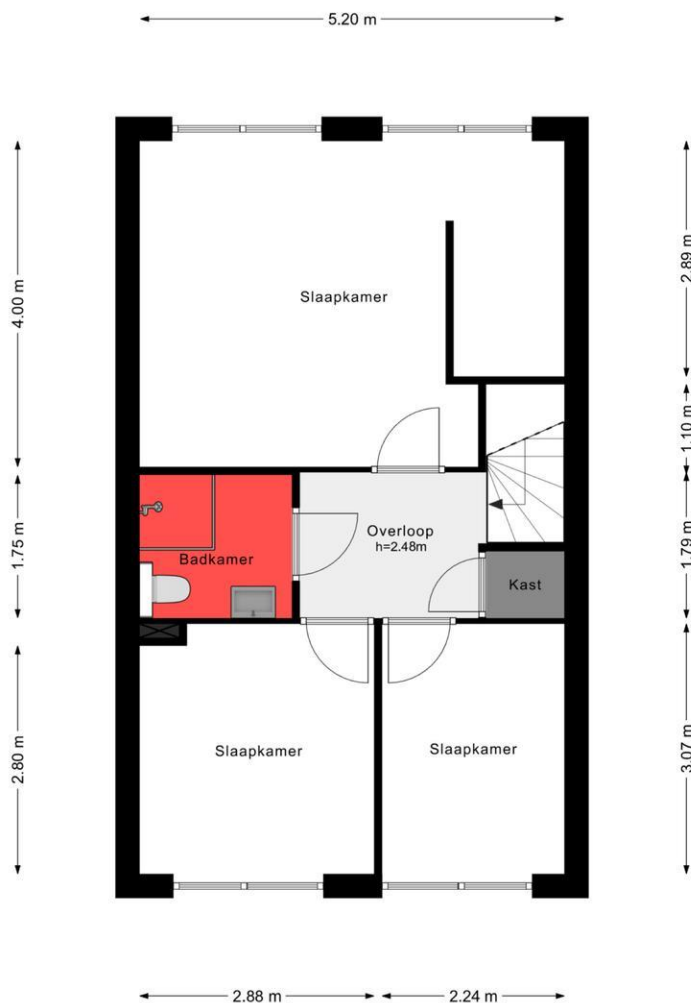 5.20 m
4.00 m
2.89 m
Slaapkamer
1.10 m
1.75 m
Overloop
h=2.48m
1.79 m
Badkamer
Kast
2.80 m
Slaapkamer
Slaapkamer
3.07 m
2.88 m
2.24 m